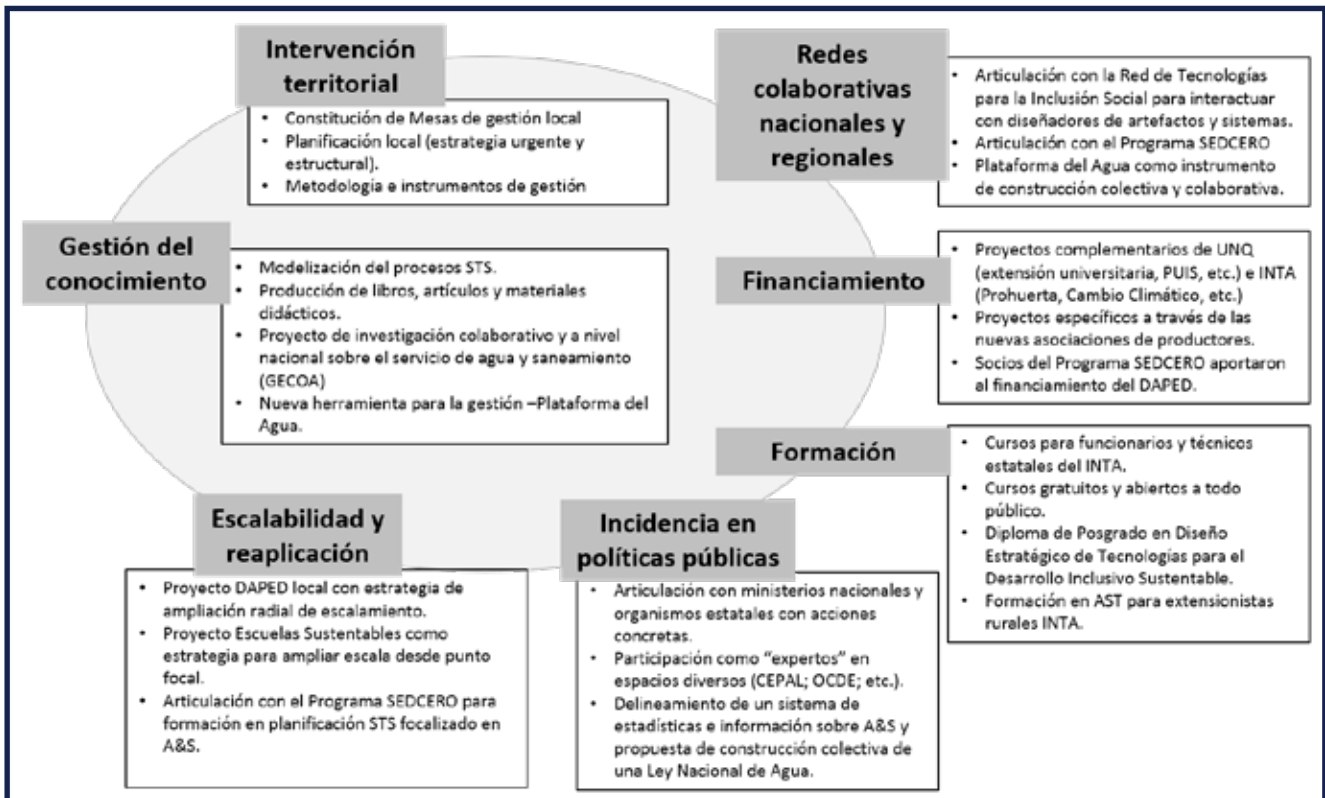 Intervención
territorial
• Constitución de Mesas de gestión local
• Planificación local (estrategia urgente y
estructural).
• Metodología e instrumentos de gestión
Redes
colaborativas
nacionales y
regionales
• Articulación con la Red de Tecnologías
para la Inclusión Social para interactuar
con diseñadores de artefactos y sistemas.
• Articulación con el Programa SEDCERO
• Plataforma del Agua como instrumento
de construcción colectiva y colaborativa.
Gestión del
conocimiento
• Modelización del procesos STS.
• Producción de libros, artículos y materiales
didácticos.
• Proyecto de investigación colaborativo y a nivel
nacional sobre el servicio de agua y saneamiento
(GECOA)
• Nueva herramienta para la gestión –Plataforma del
Agua.
Financiamiento
• Proyectos complementarios de UNQ
(extensión universitaria, PUIS, etc.) e INTA
(Prohuerta, Cambio Climático, etc.)
• Proyectos específicos a través de las
nuevas asociaciones de productores.
• Socios del Programa SEDCERO aportaron
al financiamiento del DAPED.
Formación
• Cursos para funcionarios y técnicos
estatales del INTA.
• Cursos gratuitos y abiertos a todo
público.
• Diploma de Posgrado en Diseño
Estratégico de Tecnologías para el
Desarrollo Inclusivo Sustentable.
• Formación en AST para extensionistas
rurales INTA.
Escalabilidad y
reaplicación
• Proyecto DAPED local con estrategia de
ampliación radial de escalamiento.
• Proyecto Escuelas Sustentables como
estrategia para ampliar escala desde punto
focal.
• Articulación con el Programa SEDCERO para
formación en planificación STS focalizado en
A&S.
Incidencia en
políticas públicas
• Articulación con ministerios nacionales y
organismos estatales con acciones
concretas.
• Participación como “expertos” en
espacios diversos (CEPAL; OCDE; etc.).
• Delineamiento de un sistema de
estadísticas e información sobre A&S y
propuesta de construcción colectiva de
una Ley Nacional de Agua.